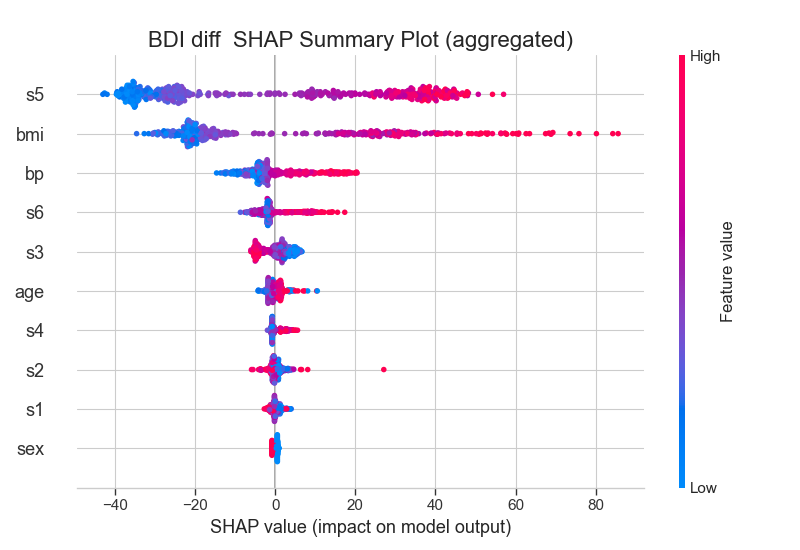 BDI diff  SHAP Summary Plot (aggregated)
High
s5
bmi
bp
s6
s3
age
s4
s2
s1
sex
Feature value
Low
−40 −20 0 20 40 60 80
SHAP value (impact on model output)